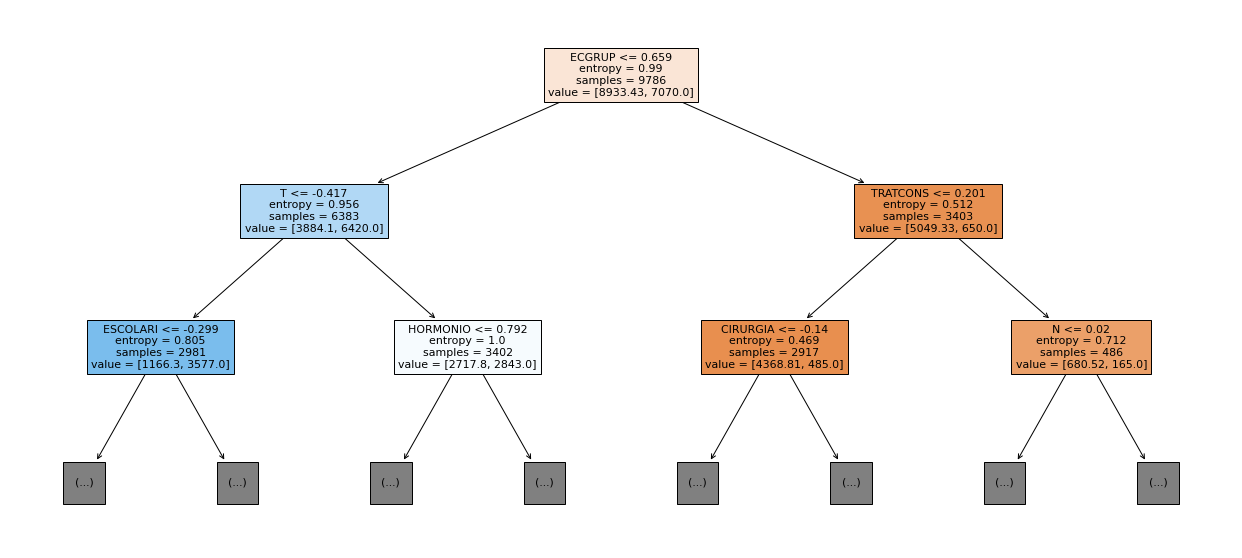 ECGRUP <= 0.659
entropy = 0.99
samples = 9786
value = [8933.43, 7070.0]
T <= -0.417
entropy = 0.956
samples = 6383
value = [3884.1, 6420.0]
TRATCONS <= 0.201
entropy = 0.512
samples = 3403
value = [5049.33, 650.0]
ESCOLARI <= -0.299
entropy = 0.805
samples = 2981
value = [1166.3, 3577.0]
HORMONIO <= 0.792
entropy = 1.0
samples = 3402
value = [2717.8, 2843.0]
CIRURGIA <= -0.14
entropy = 0.469
samples = 2917
value = [4368.81, 485.0]
N <= 0.02
entropy = 0.712
samples = 486
value = [680.52, 165.0]
(...)
(...)
(...)
(...)
(...)
(...)
(...)
(...)